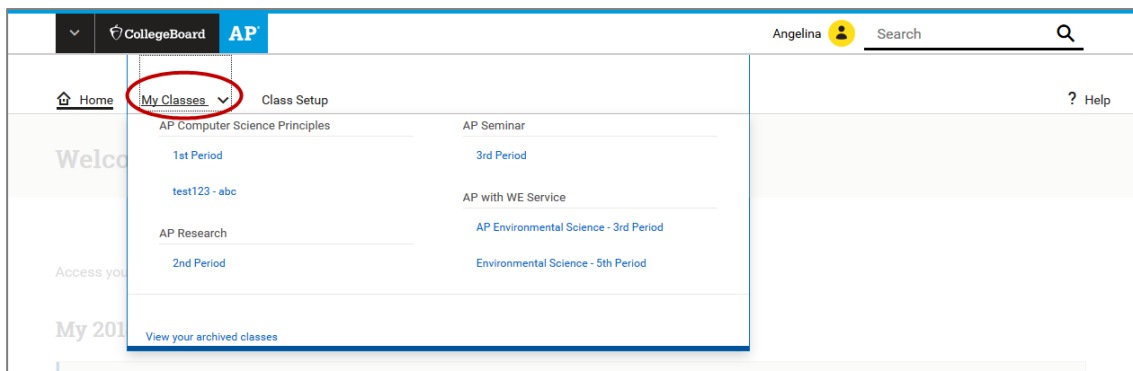 CollegeBoard AP
Angelina Search
Home My Classes Class Setup ? Help
AP Computer Science Principles
1st Period
test123 - abc
AP Research
2nd Period
AP Seminar
3rd Period
AP with WE Service
AP Environmental Science - 3rd Period
Environmental Science - 5th Period
View your archived classes
Welco
Access you
My 201